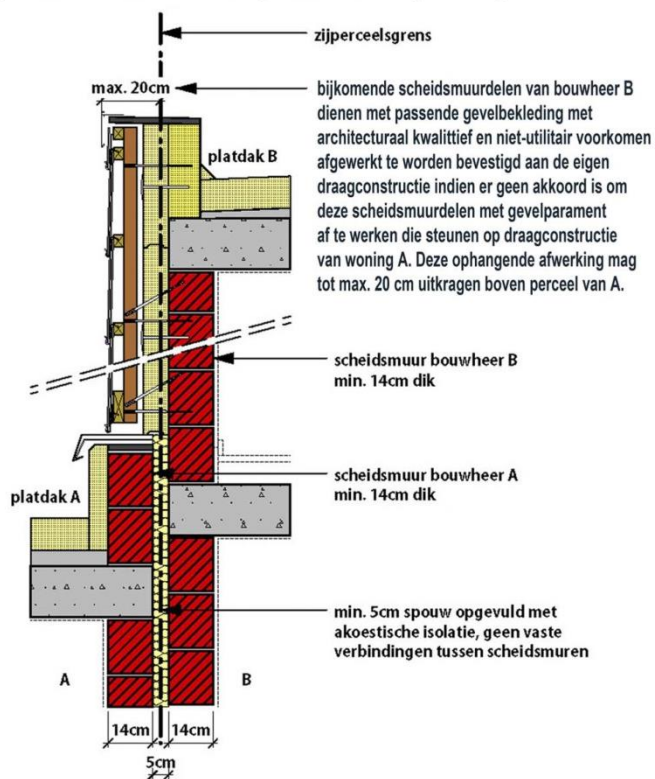 zijperceelsgrens
max. 20cm
bijkomende scheidsmuurdelen van bouwheer B
dienen met passende gevelbekleding met
architecturaal kwalittief en niet-utilitair voorkomen
afgewerkt te worden bevestigd aan de eigen
draagconstructie indien er geen akkoord is om
deze scheidsmuurdelen met gevelparament
af te werken die steunen op draagconstructie
van woning A. Deze ophangende afwerking mag
tot max. 20 cm uitkragen boven perceel van A.
platdak B
scheidsmuur bouwheer B
min. 14cm dik
scheidsmuur bouwheer A
min. 14cm dik
platdak A
min. 5cm spouw opgevuld met
akoestische isolatie, geen vaste
verbindingen tussen scheidsmuren
A
B
14cm
14cm
5cm